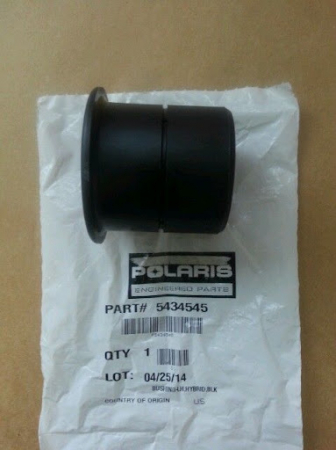 POLARIS
ENGINEERED PARTS
PART# 5434545
QTY 1
LOT: 04/25/14
COUNTRY OF ORIGIN US